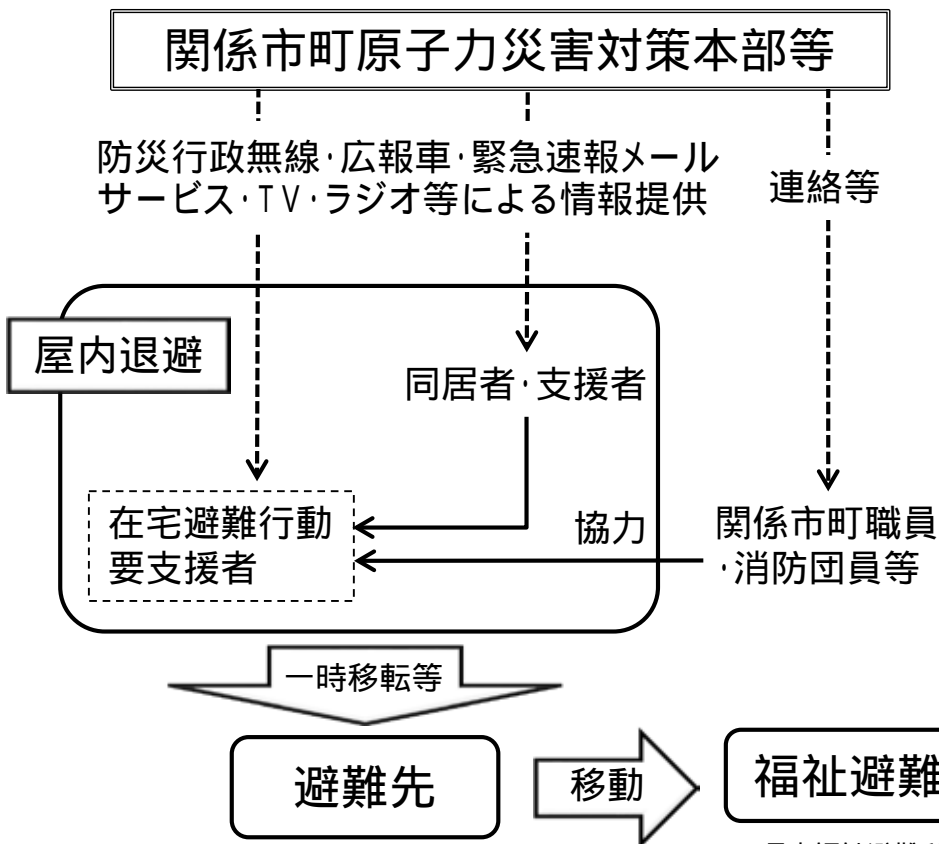 関係市町原子力災害対策本部等
防災行政無線・広報車・緊急速報メール
サービス・TV・ラジオ等による情報提供
連絡等
屋内退避
同居者・支援者
在宅避難行動
要支援者
協力
関係市町職員
・消防団員等
一時移転等
避難先
移動
福祉避難